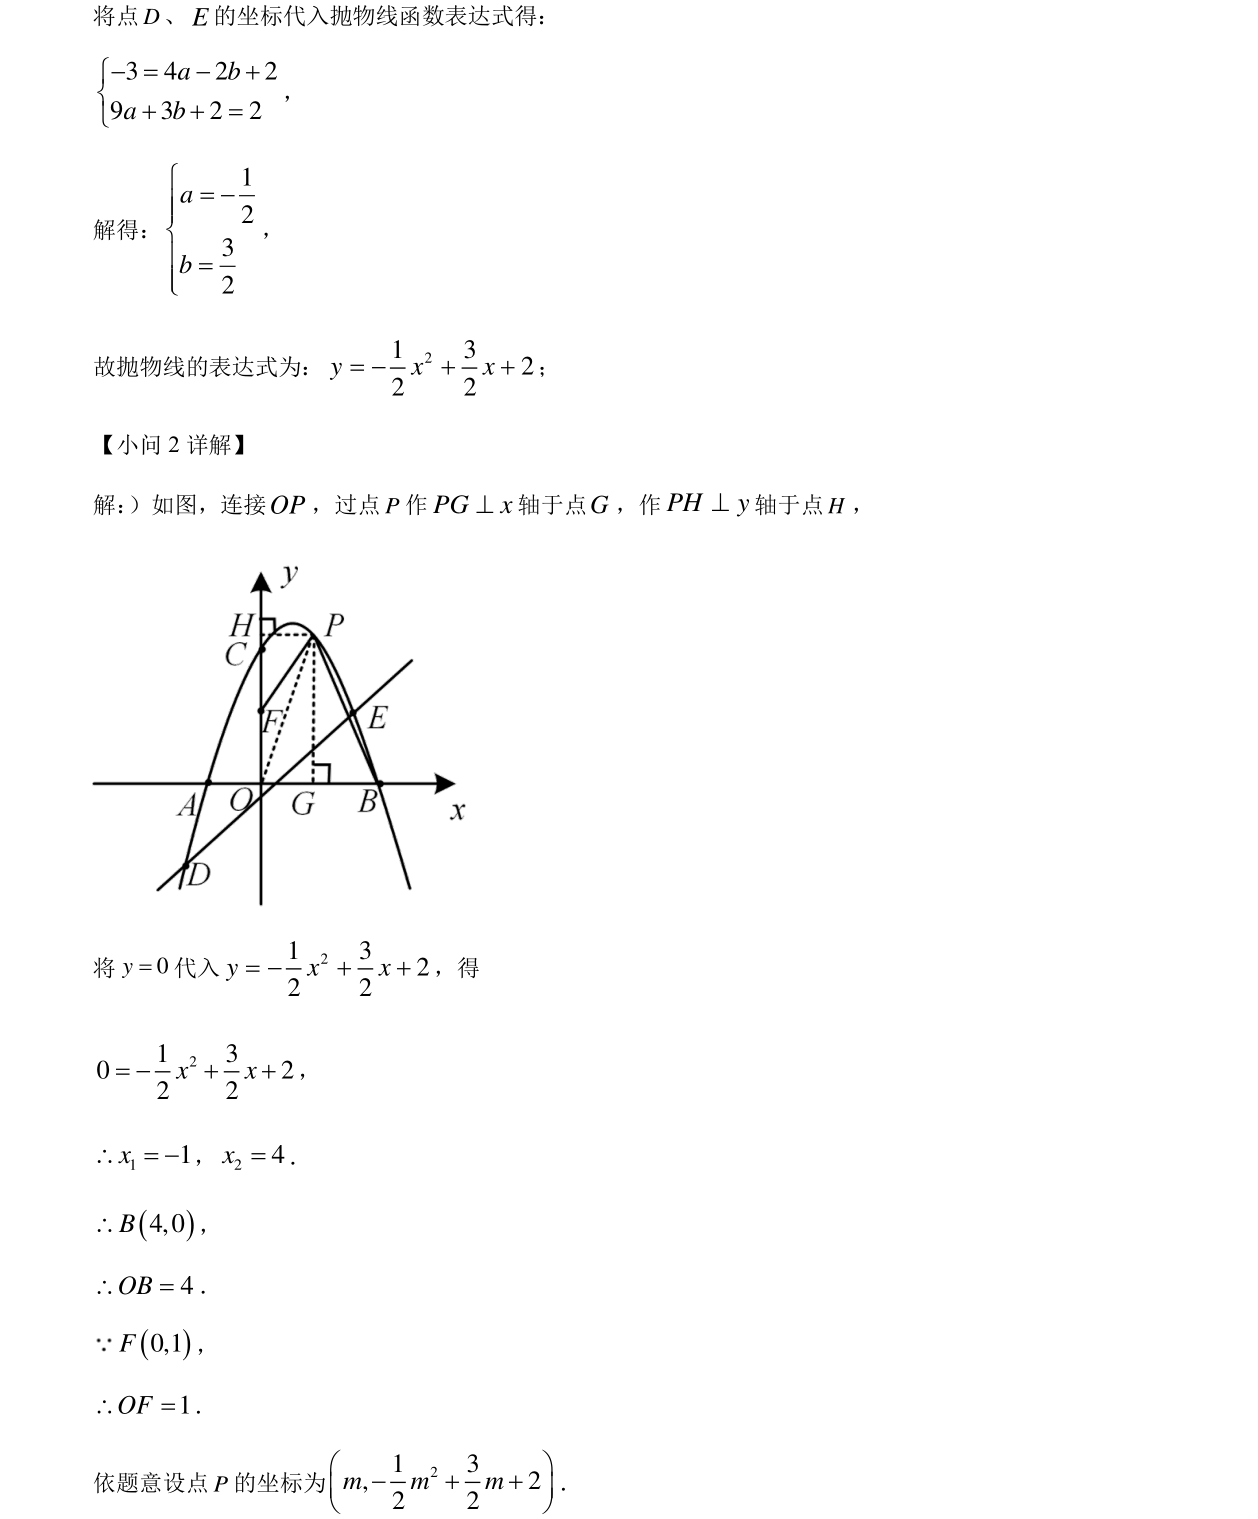 将点D、E的坐标代入抛物线函数表达式得：
{−3=4a−2b+2
9a+3b+2=2，
解得：{a=−1/2
b=3/2，
故抛物线的表达式为：y=−1/2x²+3/2x+2；
【小问2详解】
解：）如图，连接OP，过点P作PG⊥x轴于点G，作PH⊥y轴于点H，
y
H
P
C
F
E
A
O
G
B
x
D
将y=0代入y=−1/2x²+3/2x+2，得
0=−1/2x²+3/2x+2，
∴x₁=−1，x₂=4．
∴B(4,0)，
∴OB=4．
∵F(0,1)，
∴OF=1．
依题意设点P的坐标为(m,−1/2m²+3/2m+2)．